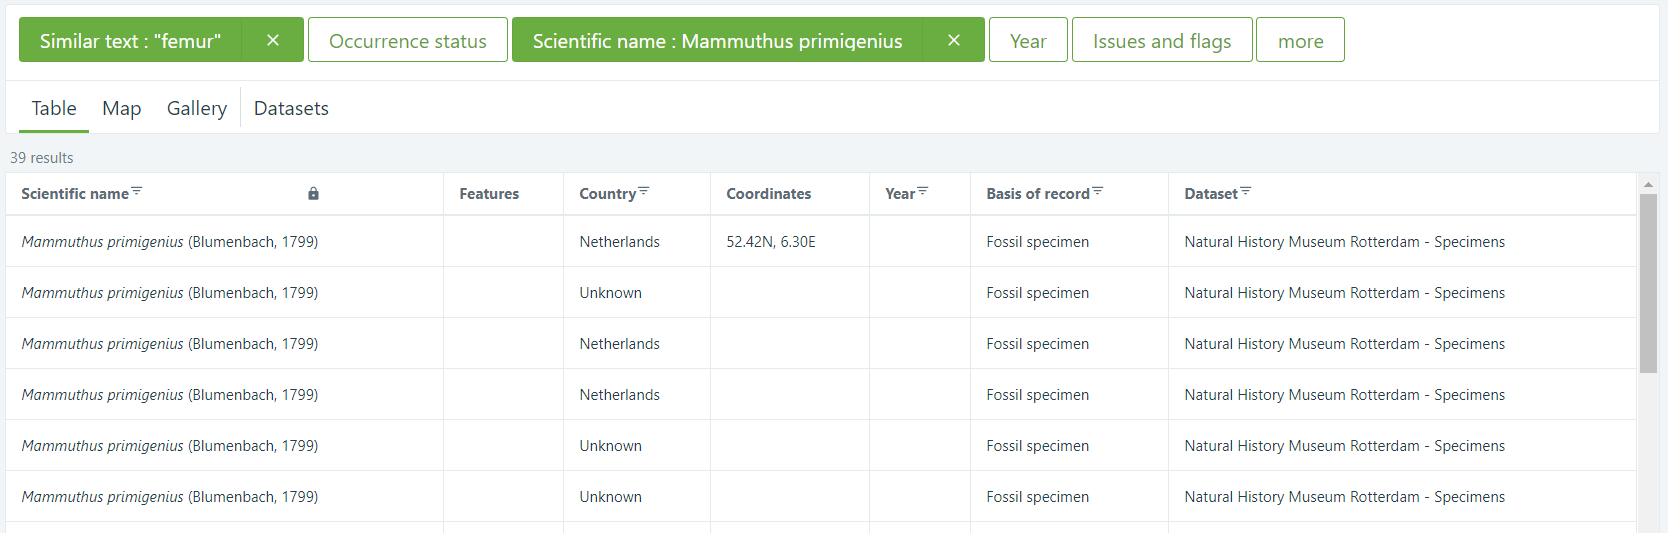 Similar text : "femur" × Occurrence status Scientific name : Mammuthus primigenius × Year Issues and flags more
Table Map Gallery Datasets
39 results
Scientific name Features Country Coordinates Year Basis of record Dataset
Mammuthus primigenius (Blumenbach, 1799) Netherlands 52.42N, 6.30E Fossil specimen Natural History Museum Rotterdam - Specimens
Mammuthus primigenius (Blumenbach, 1799) Unknown Fossil specimen Natural History Museum Rotterdam - Specimens
Mammuthus primigenius (Blumenbach, 1799) Netherlands Fossil specimen Natural History Museum Rotterdam - Specimens
Mammuthus primigenius (Blumenbach, 1799) Netherlands Fossil specimen Natural History Museum Rotterdam - Specimens
Mammuthus primigenius (Blumenbach, 1799) Unknown Fossil specimen Natural History Museum Rotterdam - Specimens
Mammuthus primigenius (Blumenbach, 1799) Unknown Fossil specimen Natural History Museum Rotterdam - Specimens